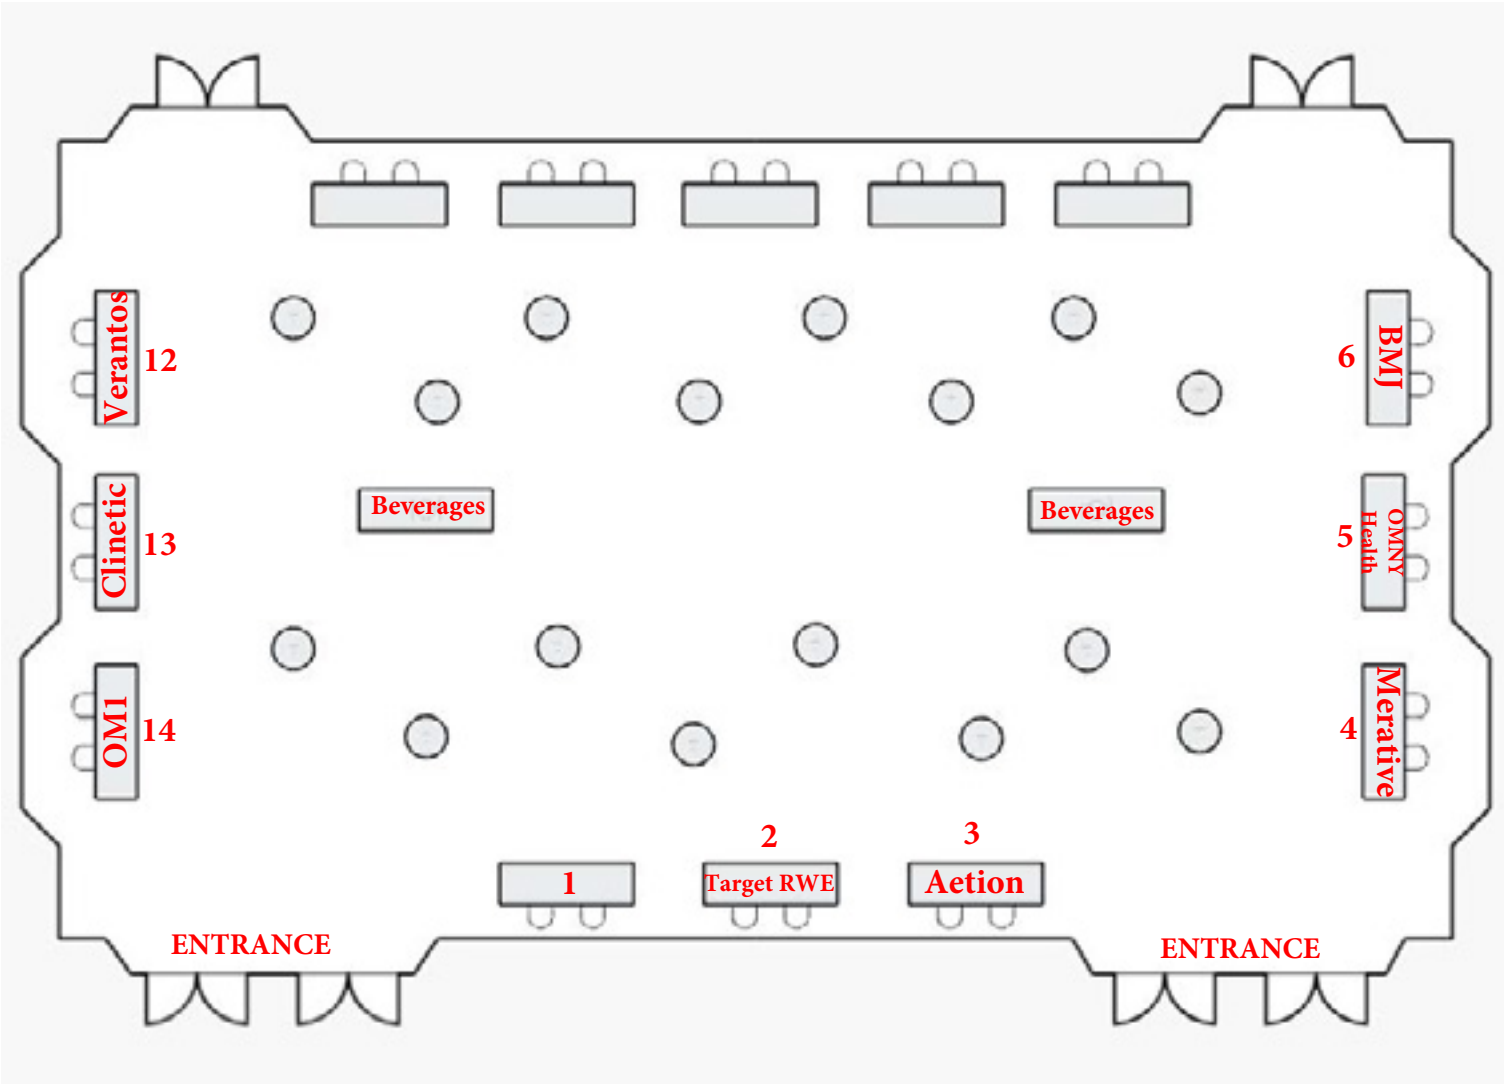 Verantos
12
6
BMJ
Clinetic
13
Beverages
Beverages
5
OMNY
Health
OM1
14
4
Merative
2
3
1
Target RWE
Aetion
ENTRANCE
ENTRANCE